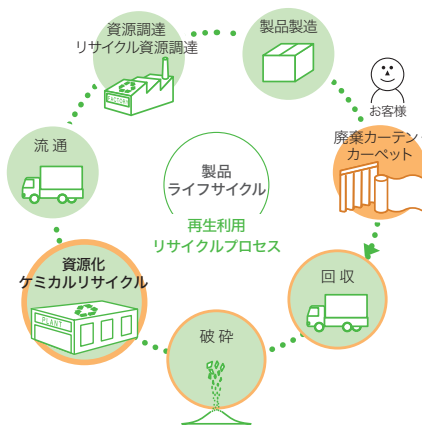 資源調達
リサイクル資源調達
FACTORY
製品製造
お客様
廃棄カーテン・
カーペット
流通
製品
ライフサイクル
再生利用
リサイクルプロセス
資源化
ケミカルリサイクル
PLANT
回収
破砕